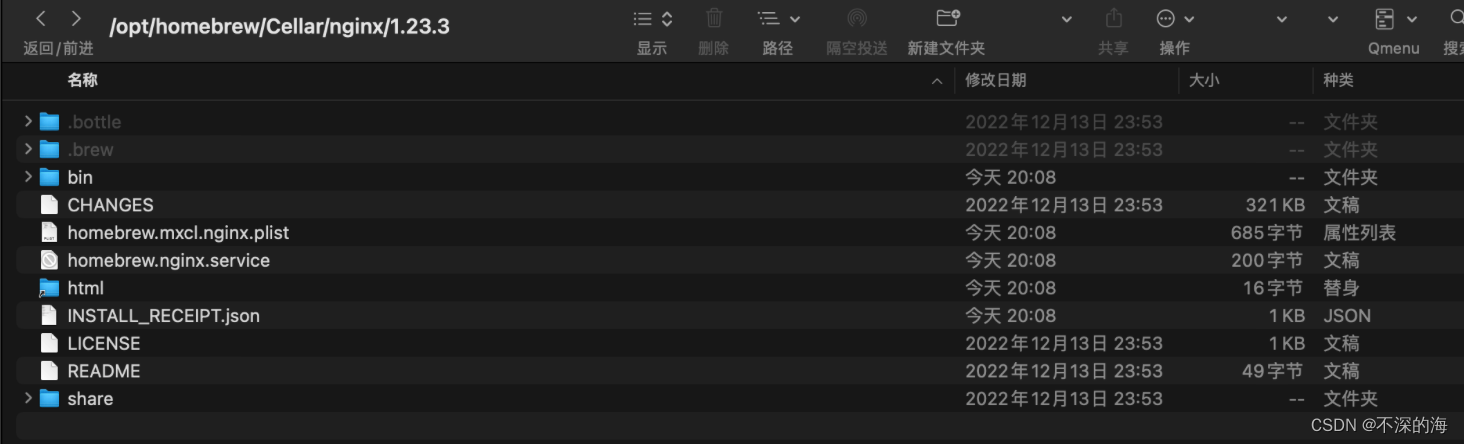 /opt/homebrew/Cellar/nginx/1.23.3
返回/前进 显示 删除 路径 隔空投送 新建文件夹 共享 操作 Qmenu
名称 修改日期 大小 种类
.bottle 2022年12月13日 23:53 -- 文件夹
.brew 2022年12月13日 23:53 -- 文件夹
bin 今天 20:08 -- 文件夹
CHANGES 2022年12月13日 23:53 321 KB 文稿
homebrew.mxcl.nginx.plist 今天 20:08 685字节 属性列表
homebrew.nginx.service 今天 20:08 200字节 文稿
html 今天 20:08 16字节 替身
INSTALL_RECEIPT.json 今天 20:08 1 KB JSON
LICENSE 2022年12月13日 23:53 1 KB 文稿
README 2022年12月13日 23:53 49字节 文稿
share 2022年12月13日 23:53 -- 文件夹
CSDN @不深的海